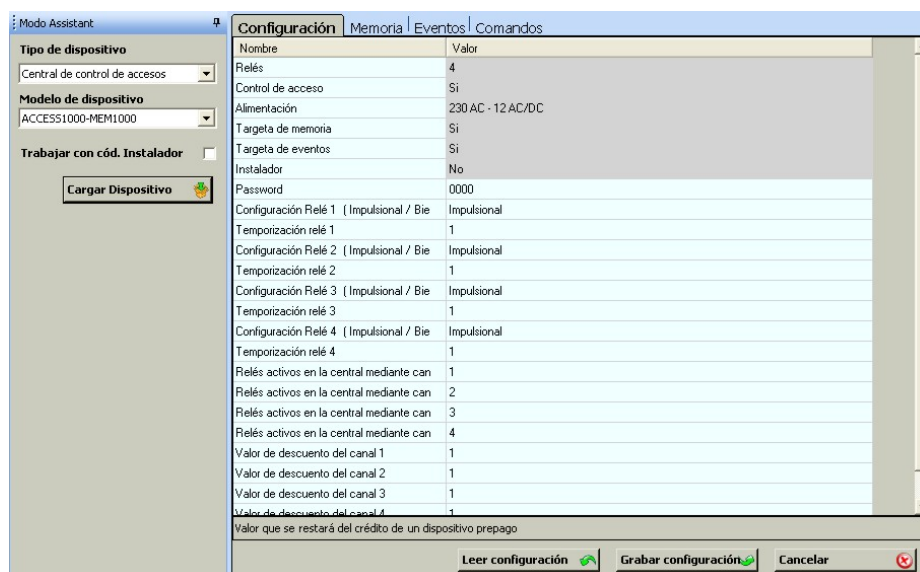 Modo Assistant
Tipo de dispositivo
Central de control de accesos
Modelo de dispositivo
ACCESS1000-MEM1000
Trabajar con cód. Instalador
Cargar Dispositivo
Configuración Memoria Eventos Comandos
Nombre Valor
Relés 4
Control de acceso Si
Alimentación 230 AC - 12 AC/DC
Targeta de memoria Si
Targeta de eventos Si
Instalador No
Password 0000
Configuración Relé 1 ( Impulsional / Bie Impulsional
Temporización relé 1 1
Configuración Relé 2 ( Impulsional / Bie Impulsional
Temporización relé 2 1
Configuración Relé 3 ( Impulsional / Bie Impulsional
Temporización relé 3 1
Configuración Relé 4 ( Impulsional / Bie Impulsional
Temporización relé 4 1
Relés activos en la central mediante can 1
Relés activos en la central mediante can 2
Relés activos en la central mediante can 3
Relés activos en la central mediante can 4
Valor de descuento del canal 1 1
Valor de descuento del canal 2 1
Valor de descuento del canal 3 1
Valor de descuento del canal 4 1
Valor que se restará del crédito de un dispositivo prepago
Leer configuración Grabar configuración Cancelar